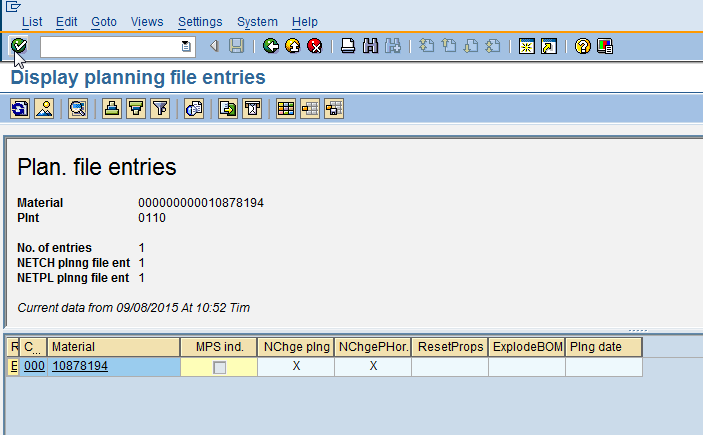 List Edit Goto Views Settings System Help
Display planning file entries
Plan. file entries
Material 000000000010878194
Plnt 0110
No. of entries 1
NETCH plnng file ent 1
NETPL plnng file ent 1
Current data from 09/08/2015 At 10:52 Tim
R C... Material MPS ind. NChge plng NChgePHor. ResetProps ExplodeBOM Plng date
E 000 10878194 X X